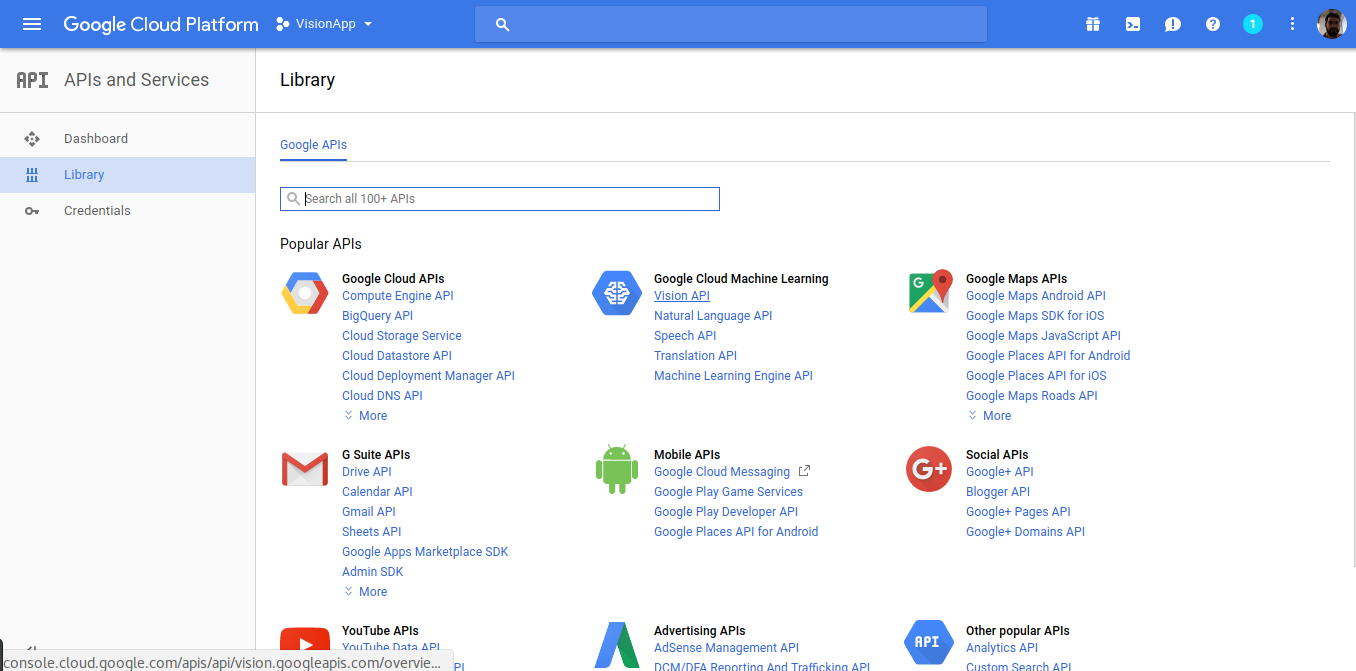 Google Cloud Platform VisionApp 1
API APIs and Services
Library
Dashboard
Library
Credentials
Google APIs
Search all 100+ APIs
Popular APIs
Google Cloud APIs
Compute Engine API
BigQuery API
Cloud Storage Service
Cloud Datastore API
Cloud Deployment Manager API
Cloud DNS API
More
Google Cloud Machine Learning
Vision API
Natural Language API
Speech API
Translation API
Machine Learning Engine API
G
Google Maps APIs
Google Maps Android API
Google Maps SDK for iOS
Google Maps JavaScript API
Google Places API for Android
Google Places API for iOS
Google Maps Roads API
More
G Suite APIs
Drive API
Calendar API
Gmail API
Sheets API
Google Apps Marketplace SDK
Admin SDK
More
Mobile APIs
Google Cloud Messaging
Google Play Game Services
Google Play Developer API
Google Places API for Android
G+
Social APIs
Google+ API
Blogger API
Google+ Pages API
Google+ Domains API
YouTube APIs
YouTube Data API
Advertising APIs
AdSense Management API
DCM/DFA Reporting And Trafficking API
API
Other popular APIs
Analytics API
Custom Search API
console.cloud.google.com/apis/api/vision.googleapis.com/overvie...